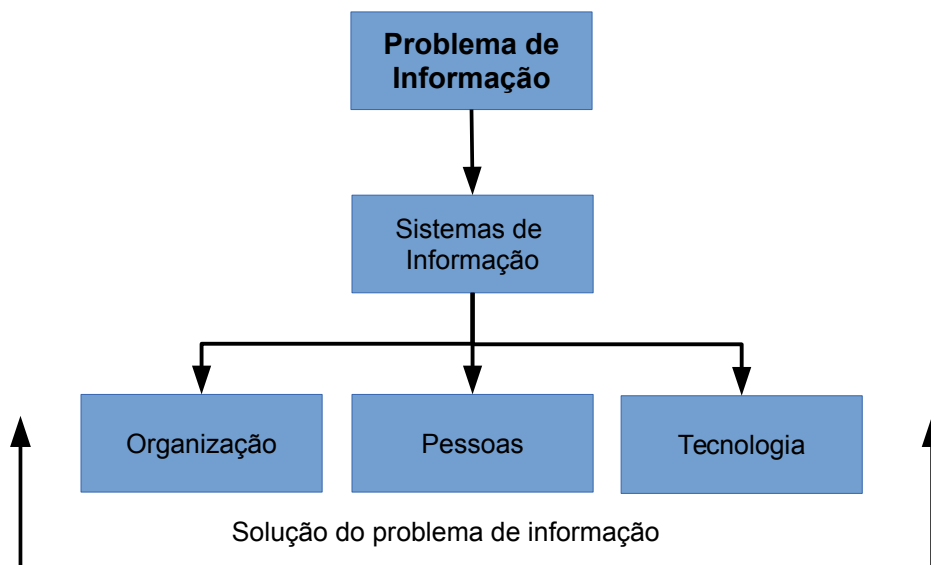 Problema de
Informação
Sistemas de
Informação
Organização
Pessoas
Tecnologia
Solução do problema de informação